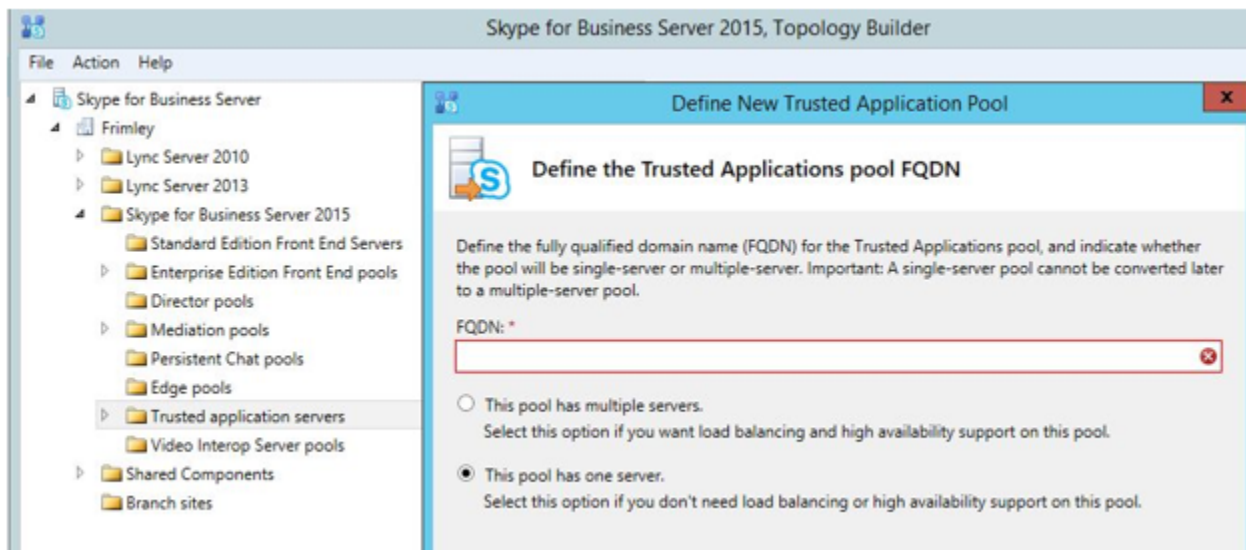 Skype for Business Server 2015, Topology Builder
File Action Help
Skype for Business Server
Frimley
Lync Server 2010
Lync Server 2013
Skype for Business Server 2015
Standard Edition Front End Servers
Enterprise Edition Front End pools
Director pools
Mediation pools
Persistent Chat pools
Edge pools
Trusted application servers
Video Interop Server pools
Shared Components
Branch sites
Define New Trusted Application Pool
x
Define the Trusted Applications pool FQDN
Define the fully qualified domain name (FQDN) for the Trusted Applications pool, and indicate whether
the pool will be single-server or multiple-server. Important: A single-server pool cannot be converted later
to a multiple-server pool.
FQDN: *
This pool has multiple servers.
Select this option if you want load balancing and high availability support on this pool.
This pool has one server.
Select this option if you don't need load balancing or high availability support on this pool.